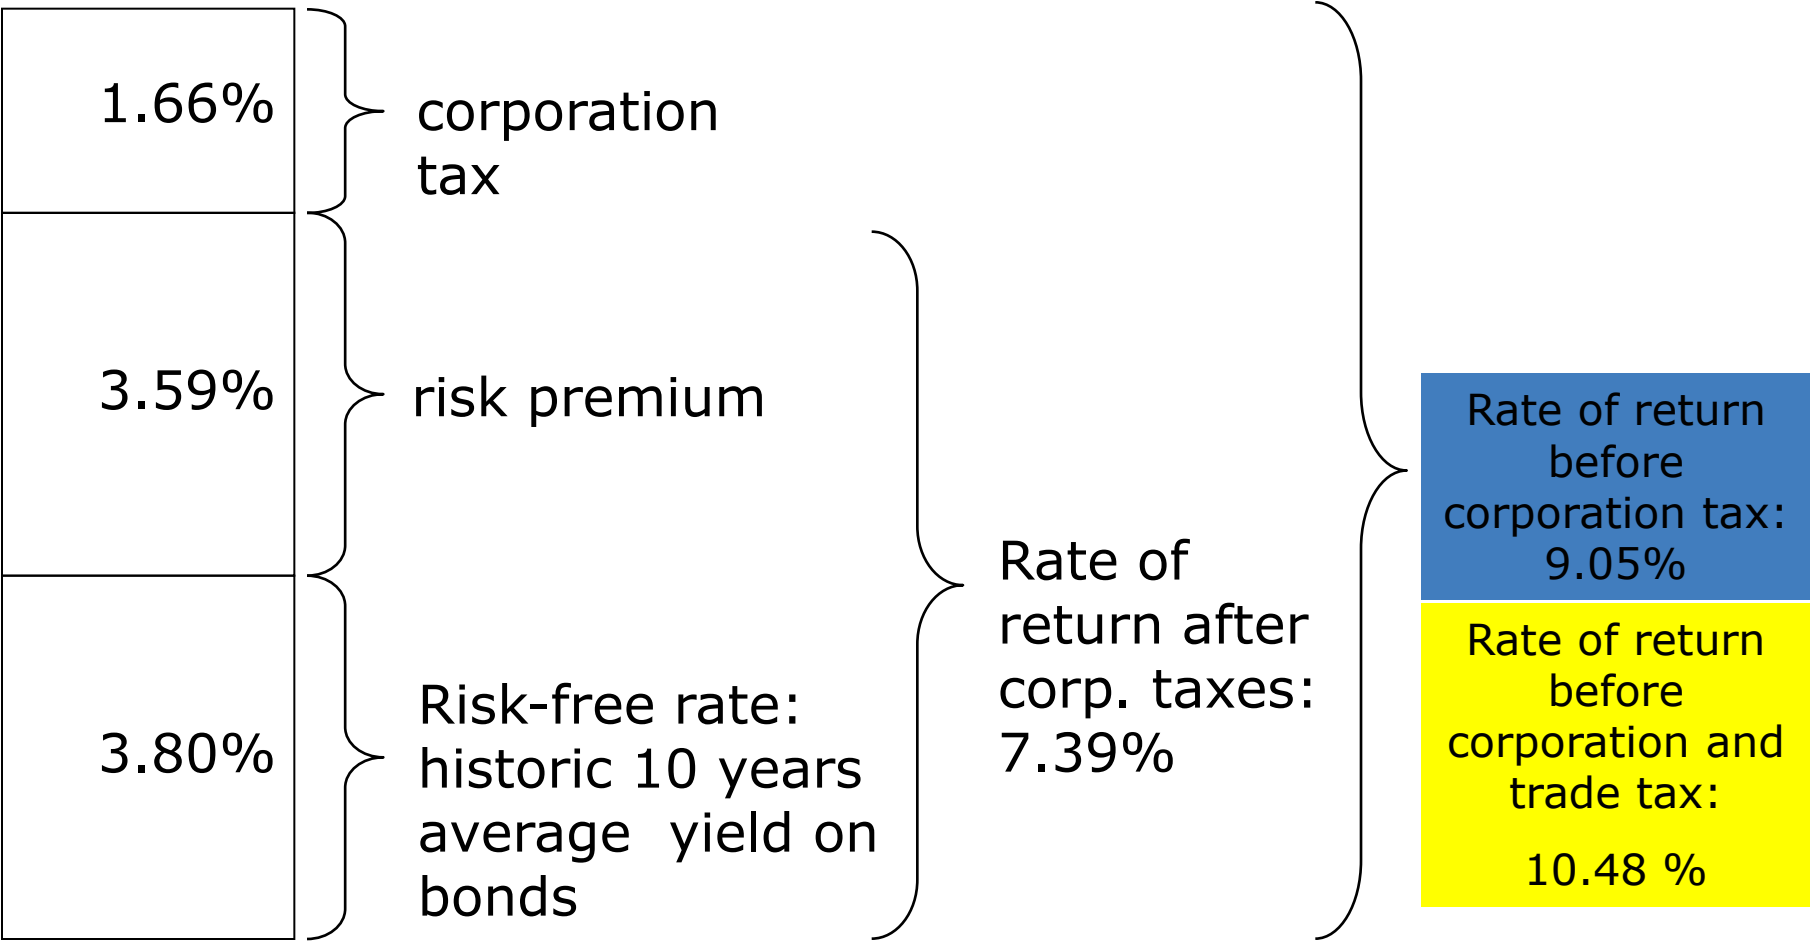 1.66%
corporation
tax
3.59%
risk premium
3.80%
Risk-free rate:
historic 10 years
average  yield on
bonds
Rate of
return after
corp. taxes:
7.39%
Rate of return
before
corporation tax:
9.05%
Rate of return
before
corporation and
trade tax:
10.48 %